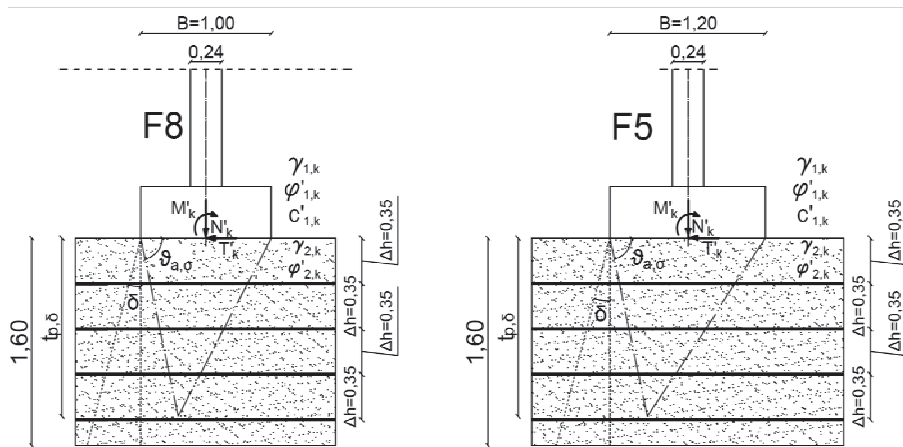 B=1,00
0,24
F8
γ1,k
φ'1,k
c'1,k
M'k
N'k
T'k
γ2,k
φ'2,k
ϑa,σ
δ
1,60
tp,δ
Δh=0,35
Δh=0,35
Δh=0,35
Δh=0,35
B=1,20
0,24
F5
γ1,k
φ'1,k
c'1,k
M'k
N'k
T'k
γ2,k
φ'2,k
ϑa,σ
δ
1,60
tp,δ
Δh=0,35
Δh=0,35
Δh=0,35
Δh=0,35